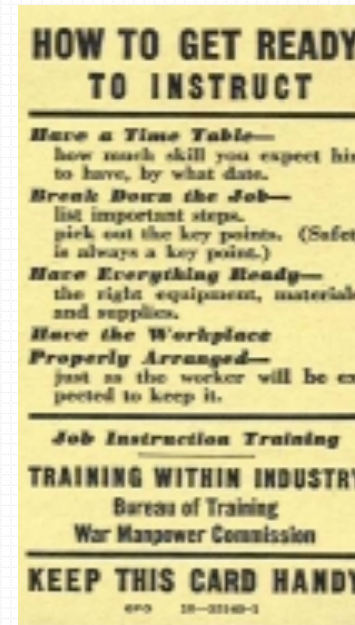 HOW TO GET READY
TO INSTRUCT
Have a Time Table—
how much skill you expect him
to have, by what date.
Break Down the Job—
list important steps.
pick out the key points. (Safet
is always a key point.)
Have Everything Ready—
the right equipment, material
and supplies.
Have the Workplace
Properly Arranged—
just as the worker will be ex
pected to keep it.
Job Instruction Training
TRAINING WITHIN INDUSTRY
Bureau of Training
War Manpower Commission
KEEP THIS CARD HANDY
GPO